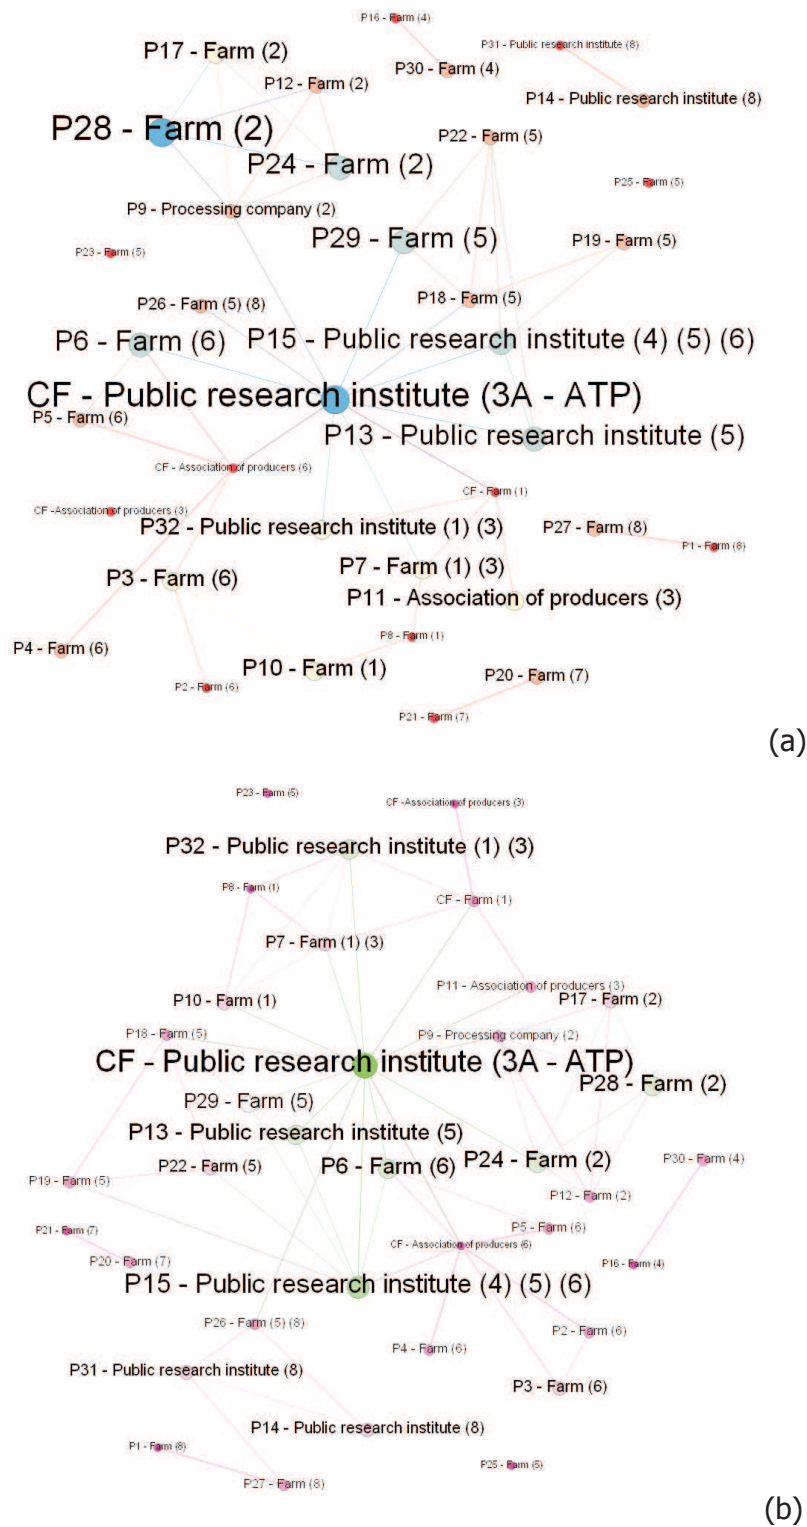 P16 - Farm (4)
P17 - Farm (2)
P31 - Public research institute (8)
P30 - Farm (4)
P12 - Farm (2)
P14 - Public research institute (8)
P28 - Farm (2)
P22 - Farm (5)
P24 - Farm (2)
P25 - Farm (5)
P9 - Processing company (2)
P29 - Farm (5)
P19 - Farm (5)
P23 - Farm (5)
P26 - Farm (5) (8)
P18 - Farm (5)
P6 - Farm (6)
P15 - Public research institute (4) (5) (6)
CF - Public research institute (3A - ATP)
P5 - Farm (6)
P13 - Public research institute (5)
CF - Association of producers (6)
CF - Farm (1)
CF -Association of producers (3)
P32 - Public research institute (1) (3)
P27 - Farm (8)
P1 - Farm (8)
P7 - Farm (1) (3)
P3 - Farm (6)
P11 - Association of producers (3)
P8 - Farm (1)
P4 - Farm (6)
P10 - Farm (1)
P20 - Farm (7)
P2 - Farm (6)
P21 - Farm (7)
(a)
P23 - Farm (5)
CF -Association of producers (3)
P32 - Public research institute (1) (3)
P8 - Farm (1)
CF - Farm (1)
P7 - Farm (1) (3)
P11 - Association of producers (3)
P10 - Farm (1)
P17 - Farm (2)
P18 - Farm (5)
P9 - Processing company (2)
CF - Public research institute (3A - ATP)
P28 - Farm (2)
P29 - Farm (5)
P13 - Public research institute (5)
P22 - Farm (5)
P6 - Farm (6)
P24 - Farm (2)
P30 - Farm (4)
P19 - Farm (5)
P12 - Farm (2)
P21 - Farm (7)
P5 - Farm (6)
CF - Association of producers (6)
P20 - Farm (7)
P16 - Farm (4)
P15 - Public research institute (4) (5) (6)
P26 - Farm (5) (8)
P2 - Farm (6)
P4 - Farm (6)
P31 - Public research institute (8)
P3 - Farm (6)
P14 - Public research institute (8)
P1 - Farm (8)
P25 - Farm (5)
P27 - Farm (8)
(b)